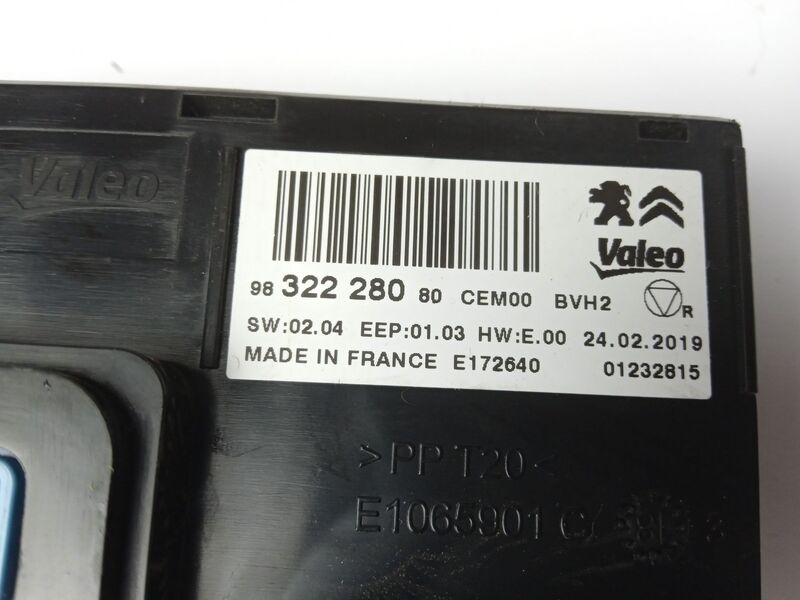 Valeo
Valeo
98 322 280 80 CEM00 BVH2
R
SW:02.04 EEP:01.03 HW:E.00 24.02.2019
MADE IN FRANCE E172640 01232815
>PP T20<
E1065901